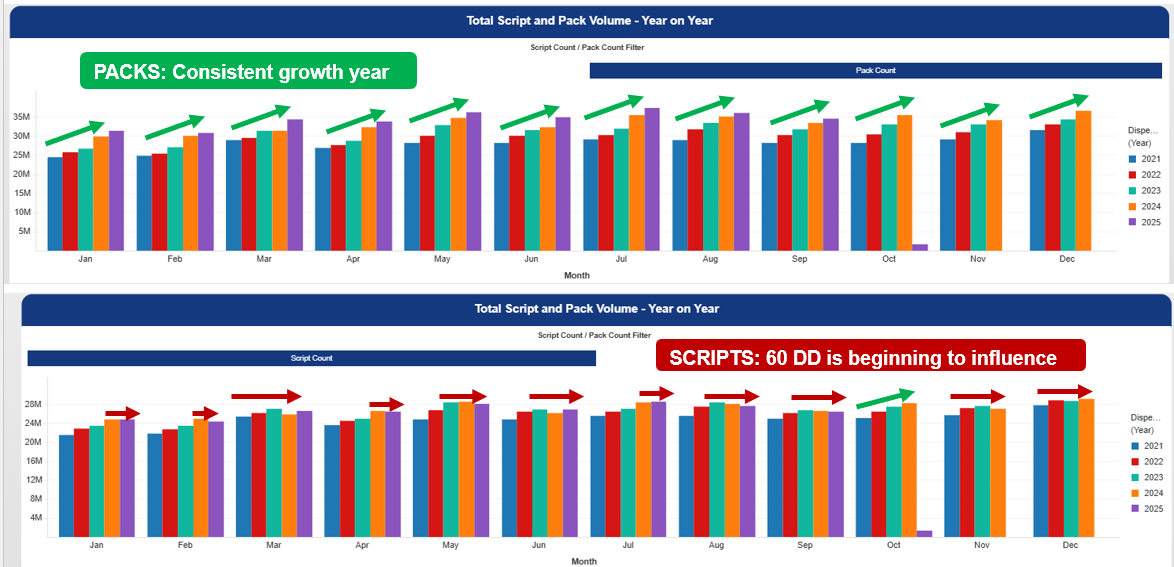 Total Script and Pack Volume - Year on Year
Script Count / Pack Count Filter
PACKS: Consistent growth year
Pack Count
35M
30M
25M
20M
15M
10M
5M
Jan Feb Mar Apr May Jun Jul Aug Sep Oct Nov Dec
Month
Dispe...
(Year)
2021
2022
2023
2024
2025
Total Script and Pack Volume - Year on Year
Script Count / Pack Count Filter
Script Count
SCRIPTS: 60 DD is beginning to influence
28M
24M
20M
16M
12M
8M
4M
Jan Feb Mar Apr May Jun Jul Aug Sep Oct Nov Dec
Month
Dispe...
(Year)
2021
2022
2023
2024
2025